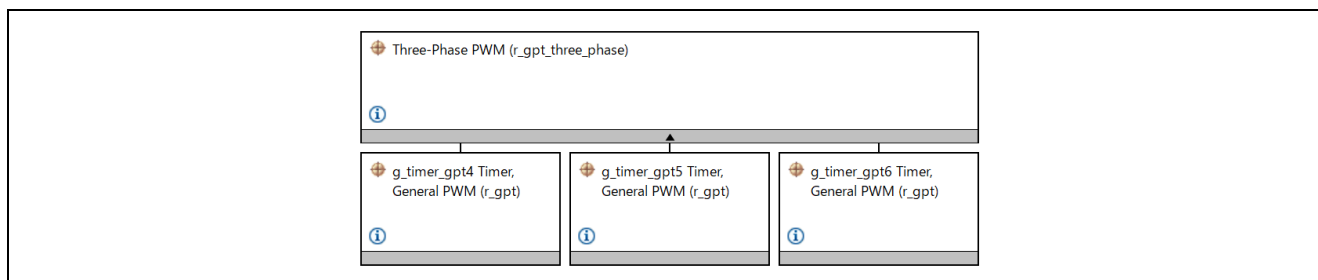 Three-Phase PWM (r_gpt_three_phase)
g_timer_gpt4 Timer,
General PWM (r_gpt)
g_timer_gpt5 Timer,
General PWM (r_gpt)
g_timer_gpt6 Timer,
General PWM (r_gpt)